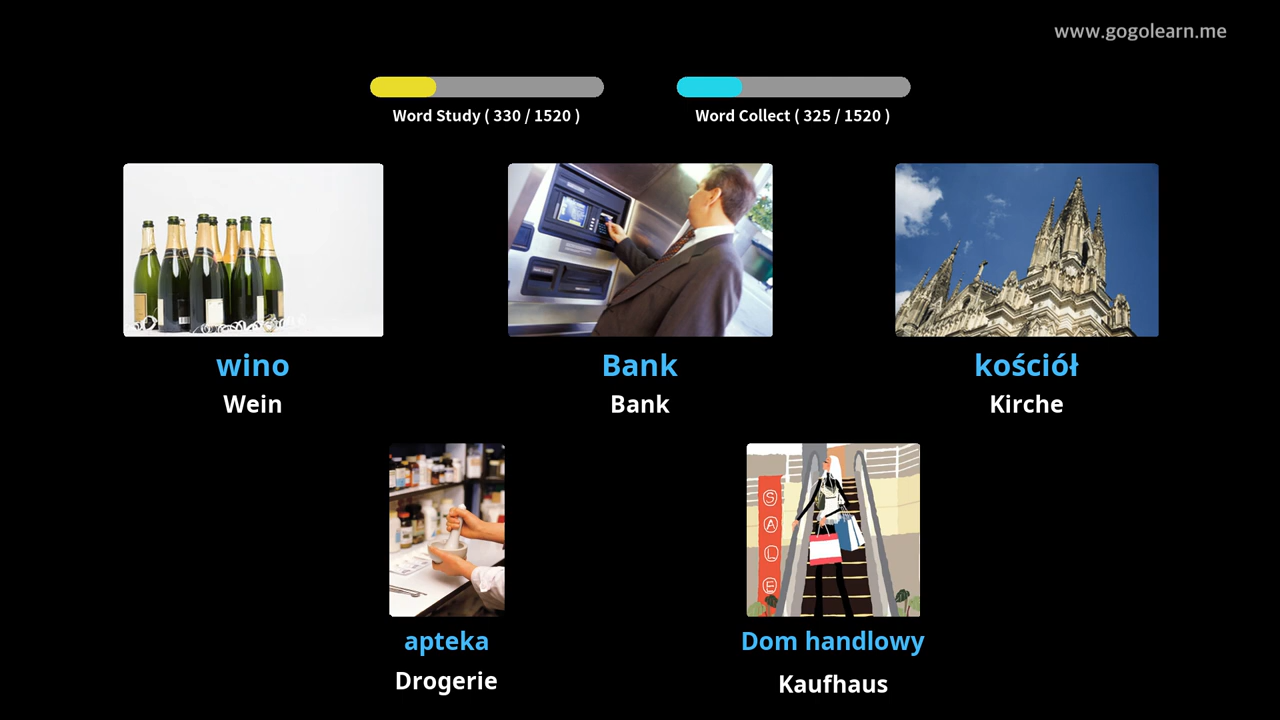 www.gogolearn.me
Word Study ( 330 / 1520 )
Word Collect ( 325 / 1520 )
wino
Wein
Bank
Bank
kościół
Kirche
SALE
apteka
Drogerie
Dom handlowy
Kaufhaus